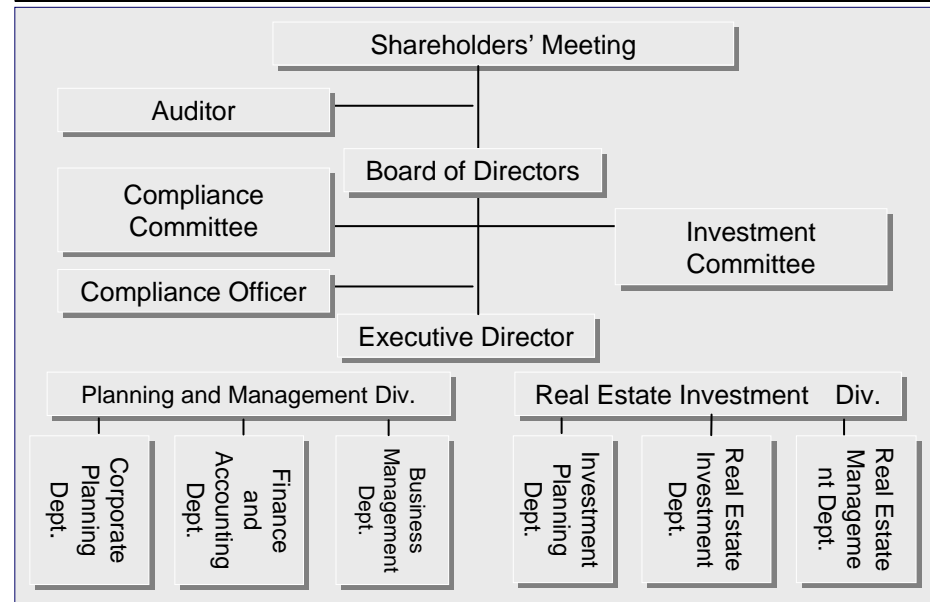 Shareholders’ Meeting
Auditor
Board of Directors
Compliance
Committee
Investment
Committee
Compliance Officer
Executive Director
Planning and Management Div.
Real Estate Investment Div.
Corporate
Planning
Dept.
Finance
and
Accounting
Dept.
Business
Management
Dept.
Investment
Planning
Dept.
Real Estate
Investment
Dept.
Real Estate
Manageme
nt Dept.